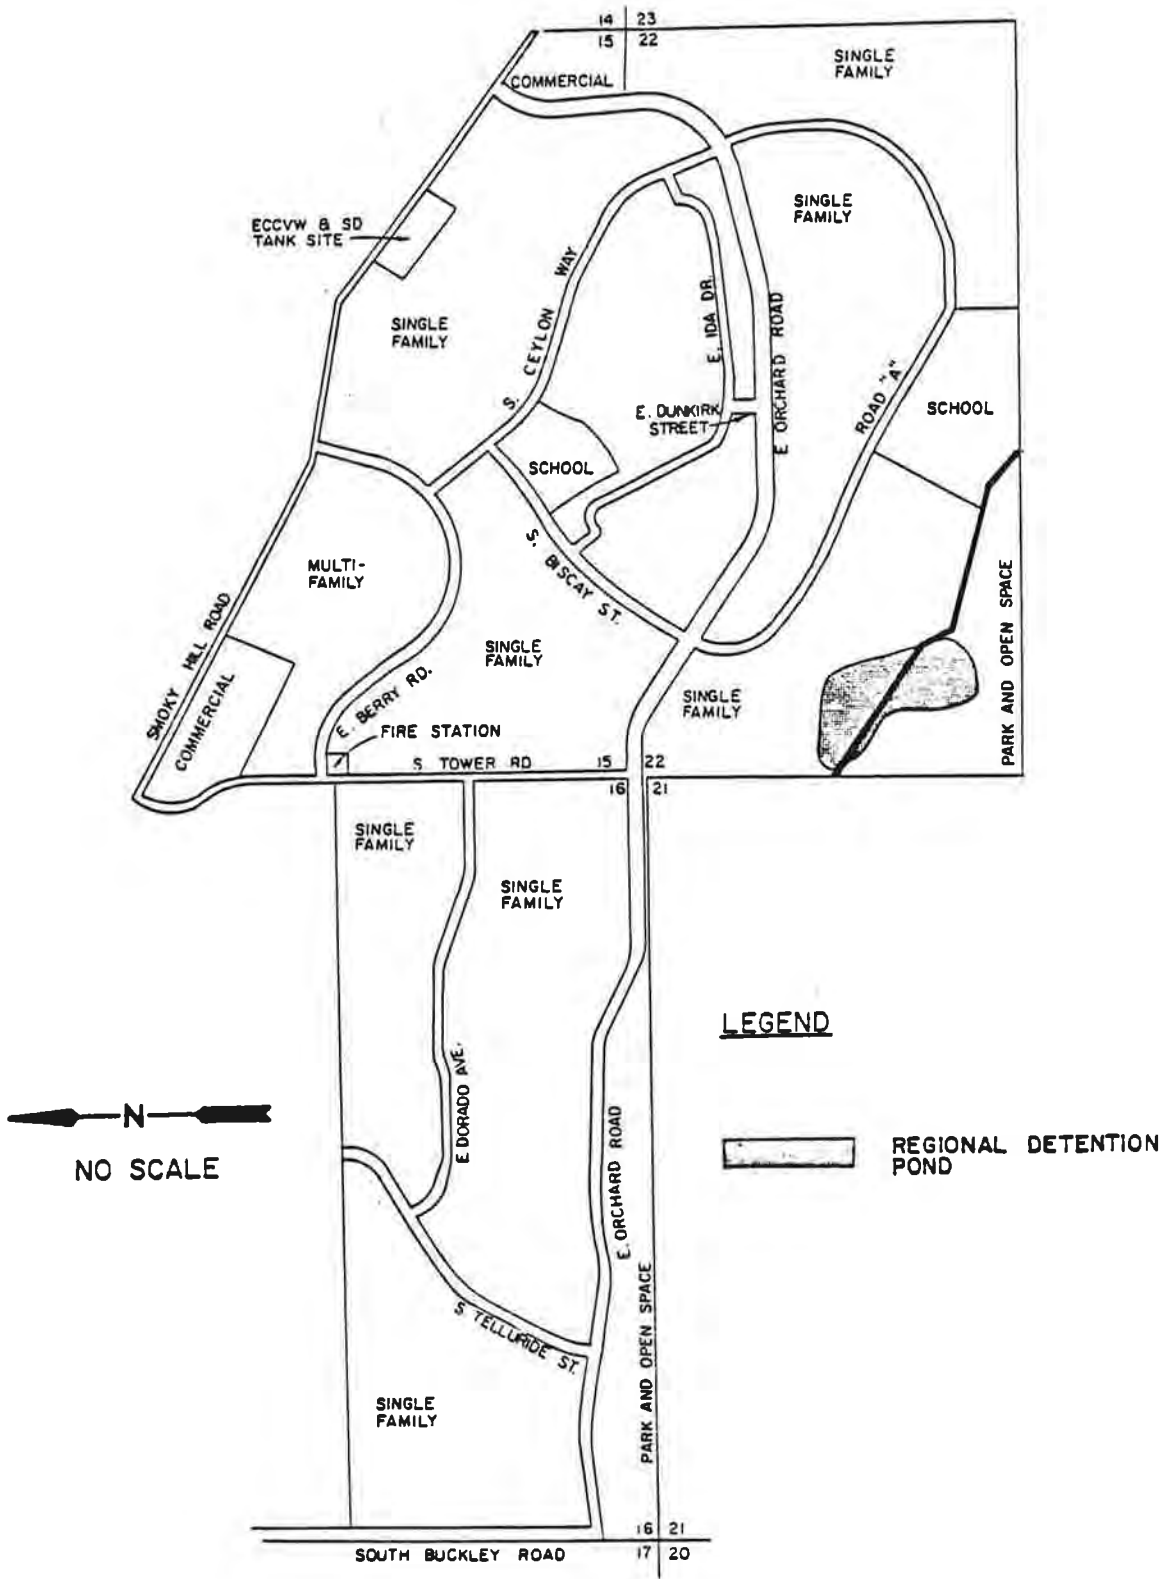 14 23
15 22
COMMERCIAL
SINGLE
FAMILY
SINGLE
FAMILY
ECCVW & SD
TANK SITE
S. CEYLON WAY
E. IDA DR.
E ORCHARD ROAD
SINGLE
FAMILY
ROAD "A"
E. DUNKIRK
STREET
SCHOOL
SCHOOL
S. BISCAY ST.
MULTI-
FAMILY
SMOKY HILL ROAD
COMMERCIAL
SINGLE
FAMILY
E. BERRY RD.
SINGLE
FAMILY
PARK AND OPEN SPACE
FIRE STATION
S. TOWER RD
15 22
16 21
SINGLE
FAMILY
SINGLE
FAMILY
LEGEND
E DORADO AVE.
N
NO SCALE
E. ORCHARD ROAD
REGIONAL DETENTION
POND
S. TELLURIDE ST.
PARK AND OPEN SPACE
SINGLE
FAMILY
16 21
17 20
SOUTH BUCKLEY ROAD